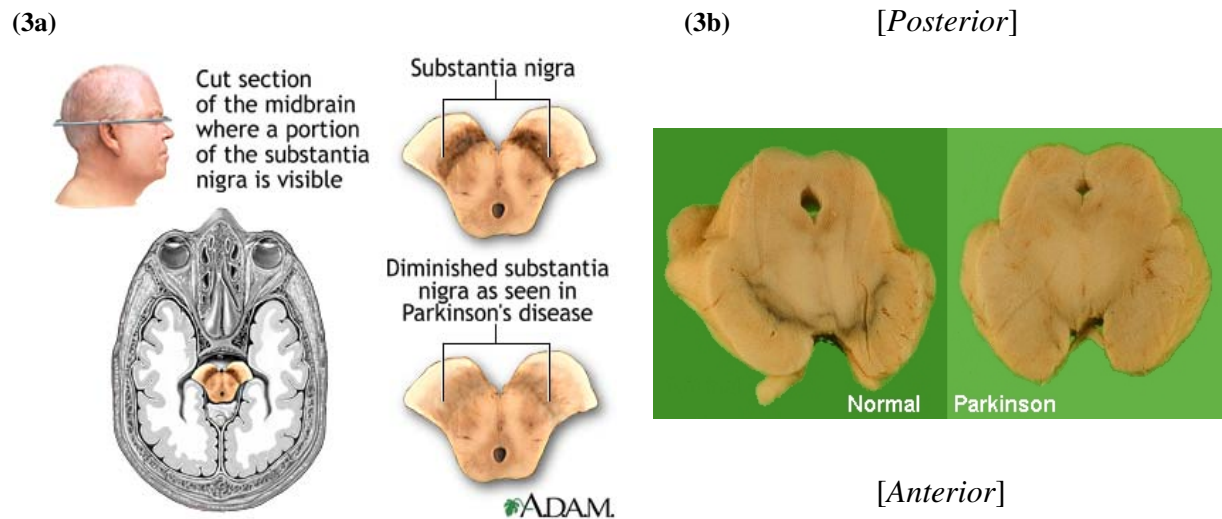 (3a)
Cut section
of the midbrain
where a portion
of the substantia
nigra is visible
Substantia nigra
Diminished substantia
nigra as seen in
Parkinson's disease
A.D.A.M.
(3b)
[Posterior]
Normal
Parkinson
[Anterior]